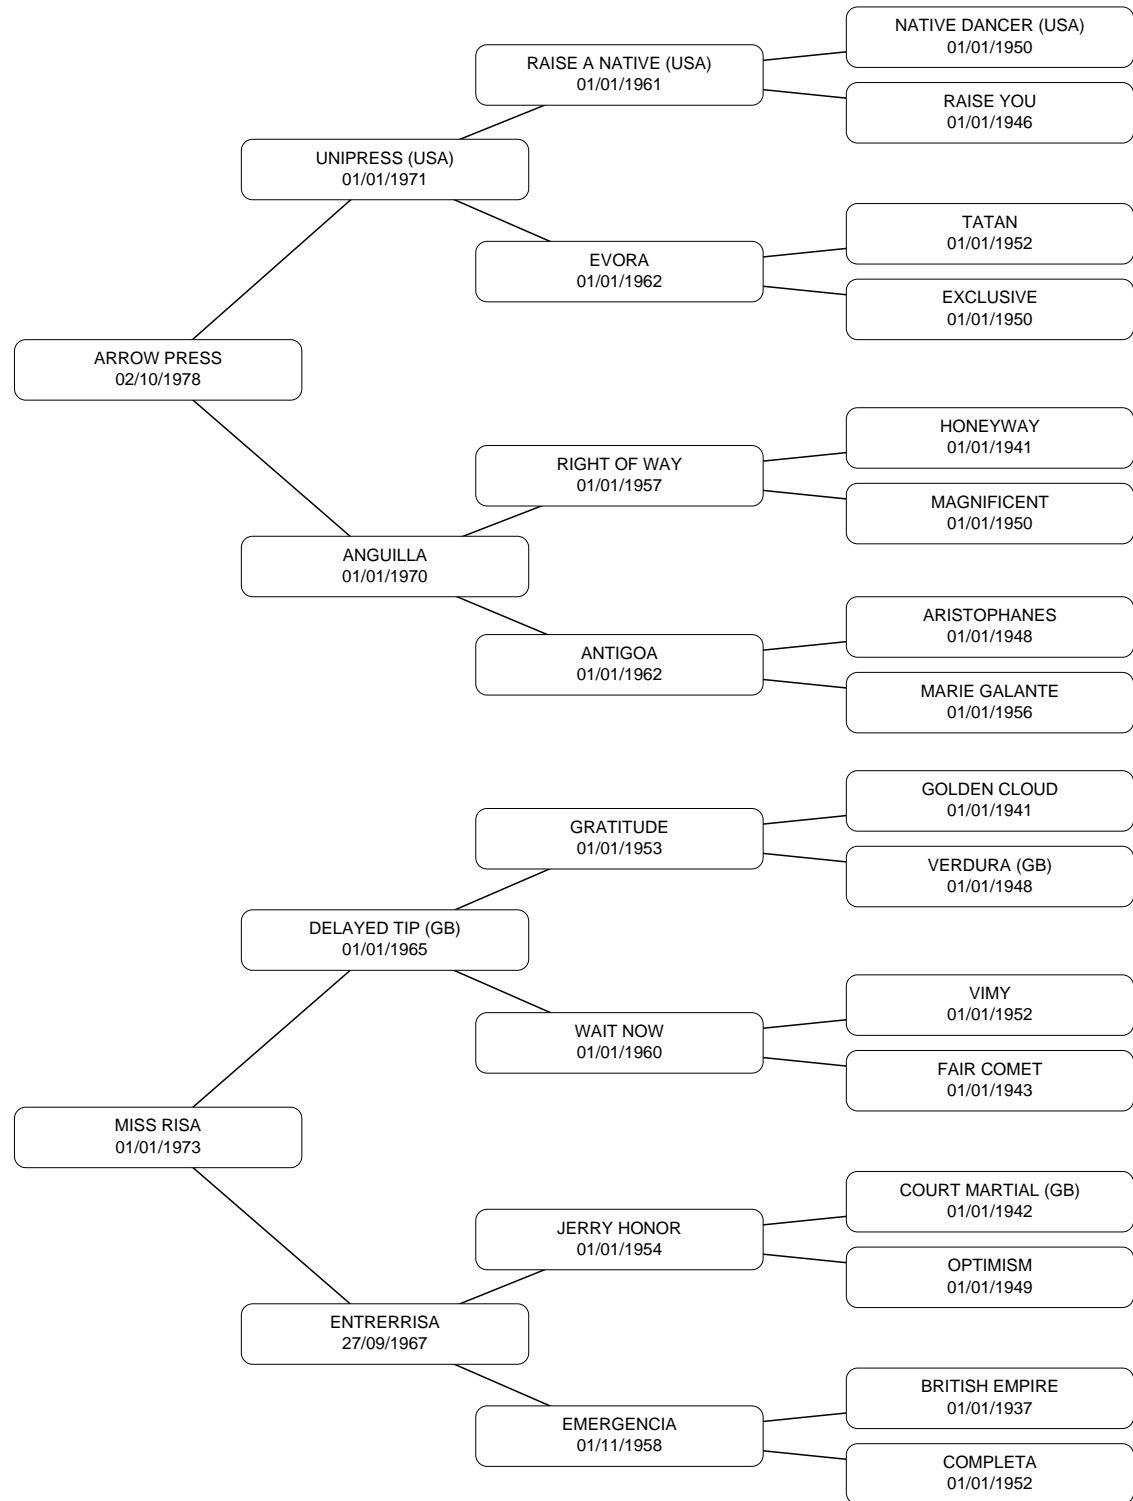 NATIVE DANCER (USA)
01/01/1950
RAISE A NATIVE (USA)
01/01/1961
RAISE YOU
01/01/1946
UNIPRESS (USA)
01/01/1971
TATAN
01/01/1952
EVORA
01/01/1962
EXCLUSIVE
01/01/1950
ARROW PRESS
02/10/1978
HONEYWAY
01/01/1941
RIGHT OF WAY
01/01/1957
MAGNIFICENT
01/01/1950
ANGUILLA
01/01/1970
ARISTOPHANES
01/01/1948
ANTIGOA
01/01/1962
MARIE GALANTE
01/01/1956
GOLDEN CLOUD
01/01/1941
GRATITUDE
01/01/1953
VERDURA (GB)
01/01/1948
DELAYED TIP (GB)
01/01/1965
VIMY
01/01/1952
WAIT NOW
01/01/1960
FAIR COMET
01/01/1943
MISS RISA
01/01/1973
COURT MARTIAL (GB)
01/01/1942
JERRY HONOR
01/01/1954
OPTIMISM
01/01/1949
ENTRERRISA
27/09/1967
BRITISH EMPIRE
01/01/1937
EMERGENCIA
01/11/1958
COMPLETA
01/01/1952